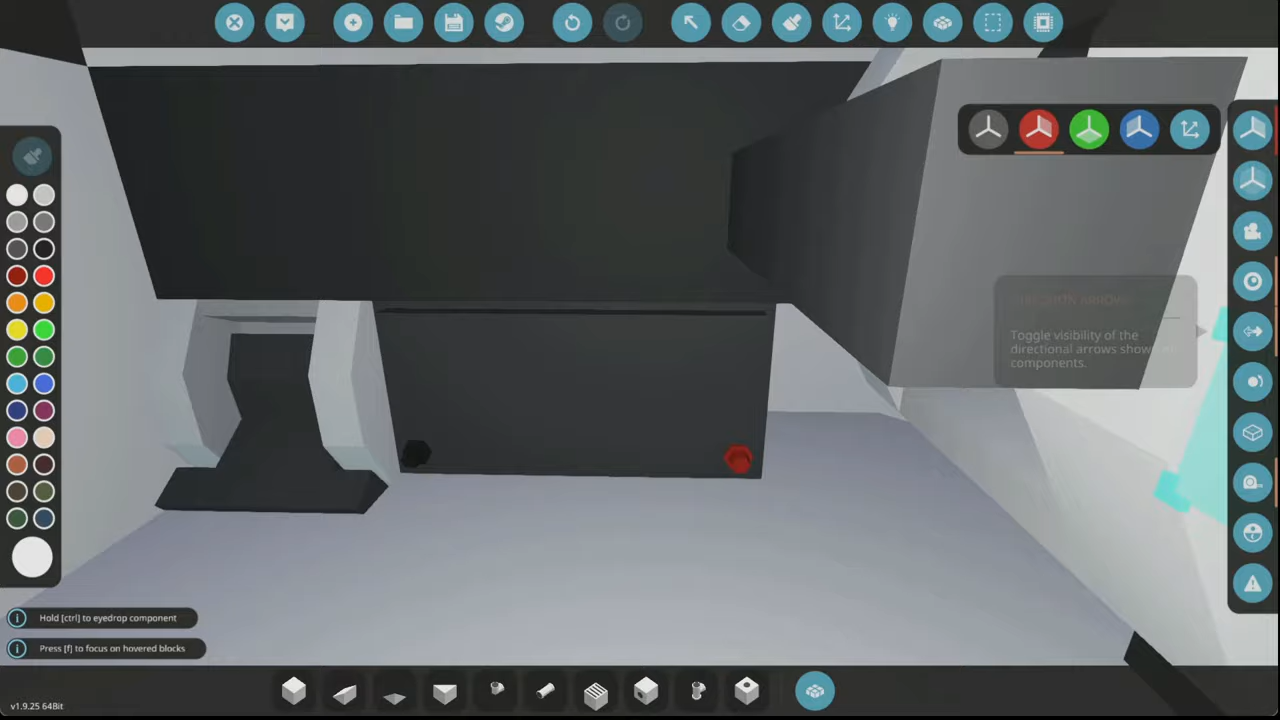 Toggle visibility of the
directional arrows show
components.
Hold [ctrl] to eyedrop component
Press [f] to focus on hovered blocks
v1.9.25 64Bit